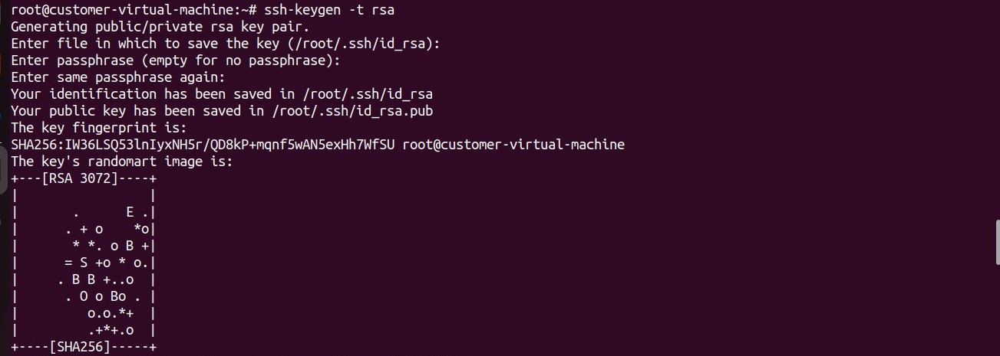 root@customer-virtual-machine:~# ssh-keygen -t rsa
Generating public/private rsa key pair.
Enter file in which to save the key (/root/.ssh/id_rsa):
Enter passphrase (empty for no passphrase):
Enter same passphrase again:
Your identification has been saved in /root/.ssh/id_rsa
Your public key has been saved in /root/.ssh/id_rsa.pub
The key fingerprint is:
SHA256:IW36LSQ53lnIyxNH5r/QD8kP+mqnf5wAN5exHh7WfSU root@customer-virtual-machine
The key's randomart image is:
+---[RSA 3072]----+
|                 |
|       .      E .|
|      . + o    *o|
|       * *. o B +|
|      = S +o * o.|
|     . B B +..o  |
|      . O o Bo . |
|         o.o.*+  |
|         .+*+.o  |
+----[SHA256]-----+